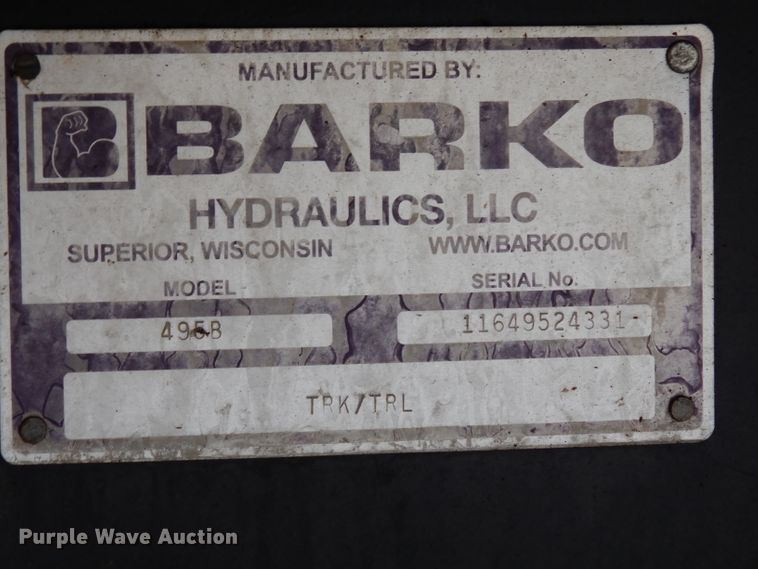 MANUFACTURED BY:
B BARKO
HYDRAULICS, LLC
SUPERIOR, WISCONSIN WWW.BARKO.COM
MODEL SERIAL No.
495B 11649524331
TRK/TRL
Purple Wave Auction